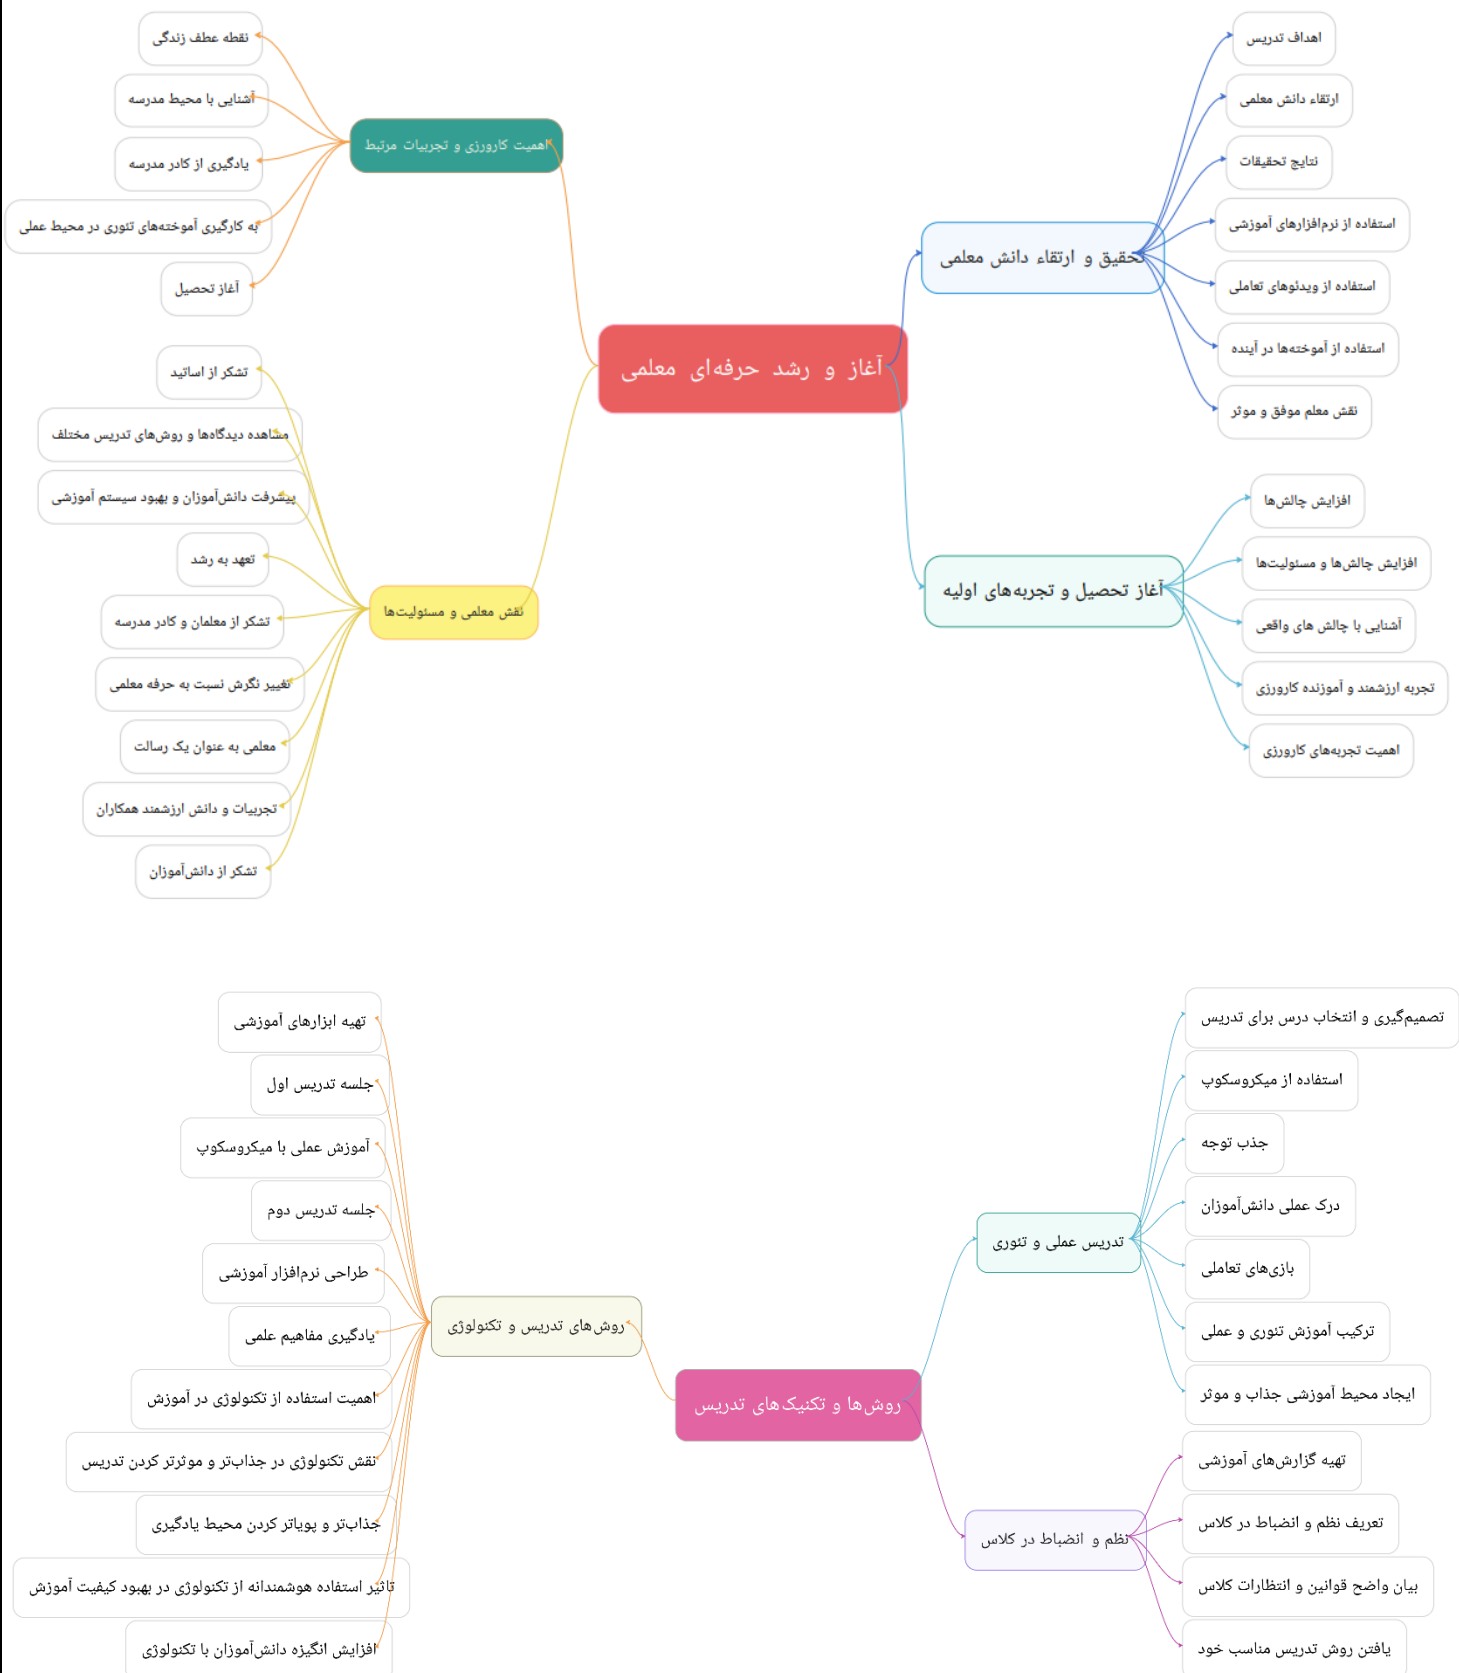 آغاز و رشد حرفه‌ای معلمی
تحقیق و ارتقاء دانش معلمی
اهداف تدریس
ارتقاء دانش معلمی
نتایج تحقیقات
استفاده از نرم‌افزارهای آموزشی
استفاده از ویدئوهای تعاملی
استفاده از آموخته‌ها در آینده
نقش معلم موفق و موثر
آغاز تحصیل و تجربه‌های اولیه
افزایش چالش‌ها
افزایش چالش‌ها و مسئولیت‌ها
آشنایی با چالش های واقعی
تجربه ارزشمند و آموزنده کارورزی
اهمیت تجربه‌های کارورزی
اهمیت کارورزی و تجربیات مرتبط
نقطه عطف زندگی
آشنایی با محیط مدرسه
یادگیری از کادر مدرسه
به کارگیری آموخته‌های تئوری در محیط عملی
آغاز تحصیل
نقش معلمی و مسئولیت‌ها
تشکر از اساتید
مشاهده دیدگاه‌ها و روش‌های تدریس مختلف
پیشرفت دانش‌آموزان و بهبود سیستم آموزشی
تعهد به رشد
تشکر از معلمان و کادر مدرسه
تغییر نگرش نسبت به حرفه معلمی
معلمی به عنوان یک رسالت
تجربیات و دانش ارزشمند همکاران
تشکر از دانش‌آموزان
روش‌ها و تکنیک‌های تدریس
تدریس عملی و تئوری
تصمیم‌گیری و انتخاب درس برای تدریس
استفاده از میکروسکوپ
جذب توجه
درک عملی دانش‌آموزان
بازی‌های تعاملی
ترکیب آموزش تئوری و عملی
ایجاد محیط آموزشی جذاب و موثر
نظم و انضباط در کلاس
تهیه گزارش‌های آموزشی
تعریف نظم و انضباط در کلاس
بیان واضح قوانین و انتظارات کلاس
یافتن روش تدریس مناسب خود
روش‌های تدریس و تکنولوژی
تهیه ابزارهای آموزشی
جلسه تدریس اول
آموزش عملی با میکروسکوپ
جلسه تدریس دوم
طراحی نرم‌افزار آموزشی
یادگیری مفاهیم علمی
اهمیت استفاده از تکنولوژی در آموزش
نقش تکنولوژی در جذاب‌تر و موثرتر کردن تدریس
جذاب‌تر و پویاتر کردن محیط یادگیری
تاثیر استفاده هوشمندانه از تکنولوژی در بهبود کیفیت آموزش
افزایش انگیزه دانش‌آموزان با تکنولوژی